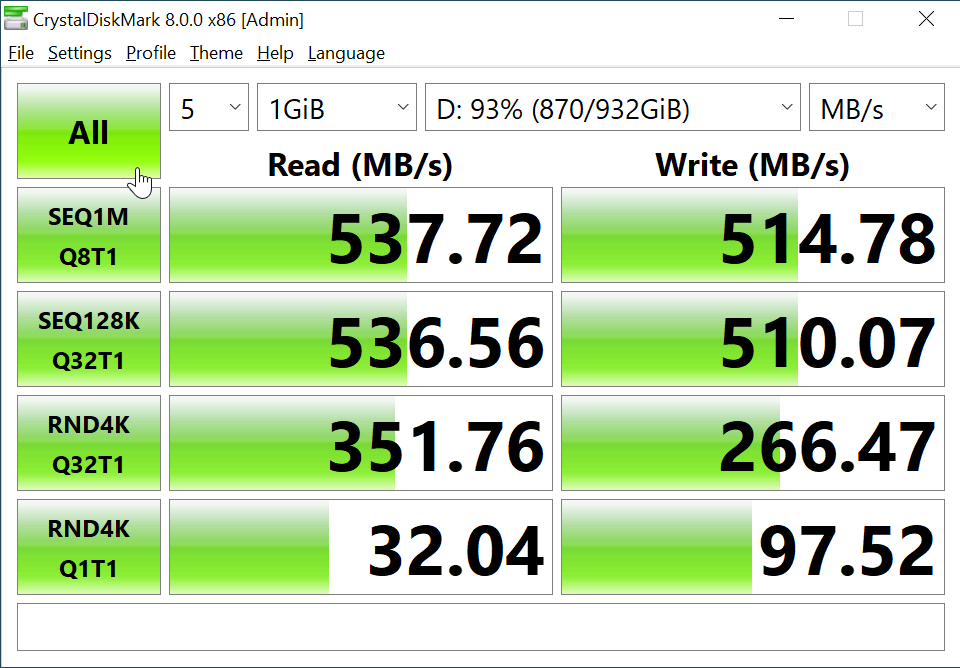 CrystalDiskMark 8.0.0 x86 [Admin]
File Settings Profile Theme Help Language
All 5 1GiB D: 93% (870/932GiB) MB/s
Read (MB/s) Write (MB/s)
SEQ1M
Q8T1 537.72 514.78
SEQ128K
Q32T1 536.56 510.07
RND4K
Q32T1 351.76 266.47
RND4K
Q1T1 32.04 97.52